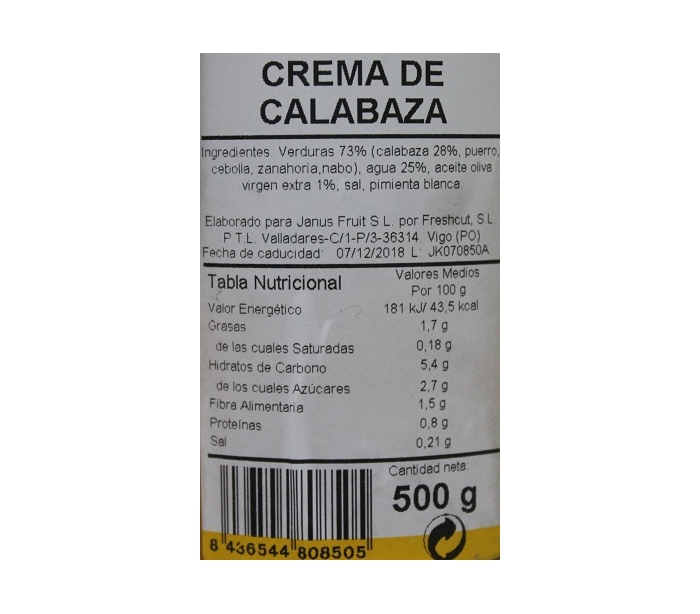 CREMA DE
CALABAZA
Ingredientes: Verduras 73% (calabaza 28%, puerro,
cebolla, zanahoria,nabo), agua 25%, aceite oliva
virgen extra 1%, sal, pimienta blanca.
Elaborado para Janus Fruit S.L. por Freshcut, S.L.
P.T.L. Valladares-C/1-P/3-36314. Vigo (PO)
Fecha de caducidad: 07/12/2018 L: JK070850A
Tabla Nutricional Valores Medios
Por 100 g
Valor Energético 181 kJ/ 43,5 kcal
Grasas 1,7 g
de las cuales Saturadas 0,18 g
Hidratos de Carbono 5,4 g
de los cuales Azúcares 2,7 g
Fibra Alimentaria 1,5 g
Proteínas 0,8 g
Sal 0,21 g
Cantidad neta:
500 g
8 436544 808505